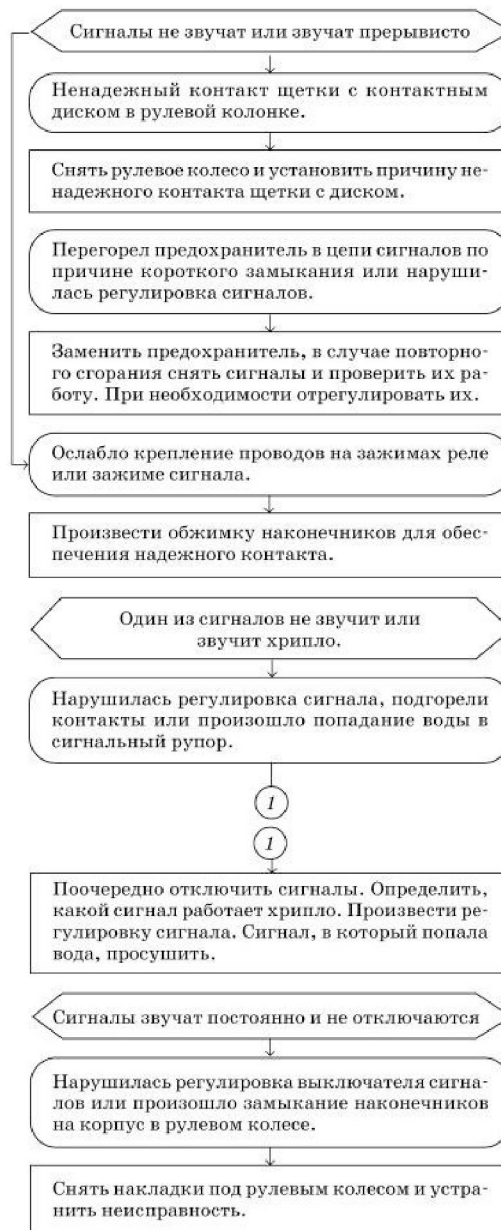 Сигналы не звучат или звучат прерывисто
Ненадежный контакт щетки с контактным
диском в рулевой колонке.
Снять рулевое колесо и установить причину не-
надежного контакта щетки с диском.
Перегорел предохранитель в цепи сигналов по
причине короткого замыкания или наруши-
лась регулировка сигналов.
Заменить предохранитель, в случае повторно-
го сгорания снять сигналы и проверить их ра-
боту. При необходимости отрегулировать их.
Ослабло крепление проводов на зажимах реле
или зажиме сигнала.
Произвести обжимку наконечников для обес-
печения надежного контакта.
Один из сигналов не звучит или
звучит хрипло.
Нарушилась регулировка сигнала, подгорели
контакты или произошло попадание воды в
сигнальный рупор.
1
1
Поочередно отключить сигналы. Определить,
какой сигнал работает хрипло. Произвести ре-
гулировку сигнала. Сигнал, в который попала
вода, просушить.
Сигналы звучат постоянно и не отключаются
Нарушилась регулировка выключателя сигна-
лов или произошло замыкание наконечников
на корпус в рулевом колесе.
Снять накладки под рулевым колесом и устра-
нить неисправность.